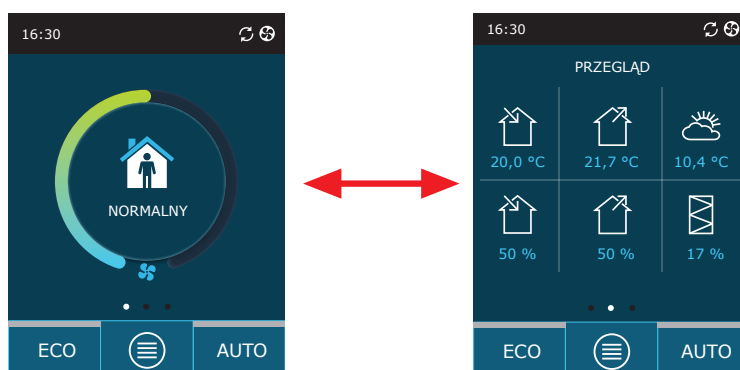 16:30
NORMALNY
ECO AUTO
16:30
PRZEGLĄD
20,0 °C 21,7 °C 10,4 °C
50 % 50 % 17 %
ECO AUTO